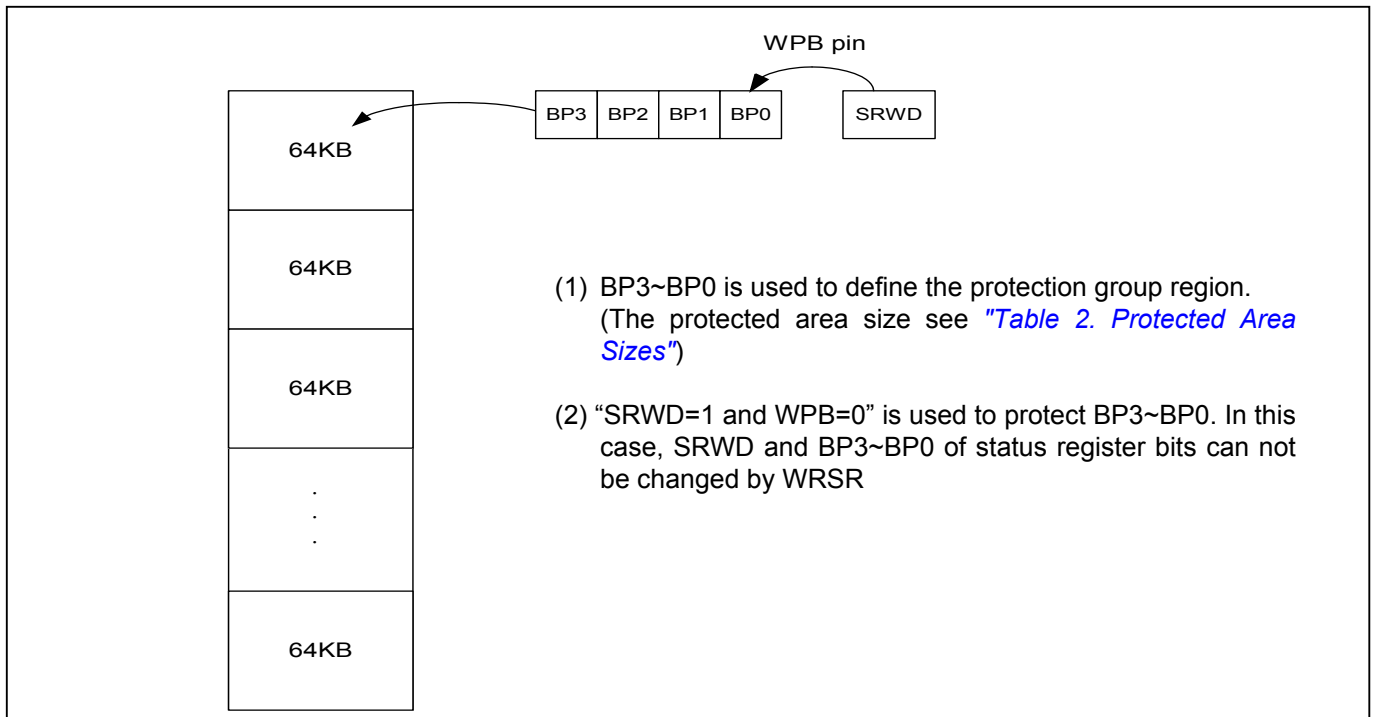 WPB pin
BP3 BP2 BP1 BP0 SRWD
64KB
64KB
64KB
.
.
.
64KB
(1) BP3~BP0 is used to define the protection group region.
(The protected area size see "Table 2. Protected Area
Sizes")
(2) “SRWD=1 and WPB=0” is used to protect BP3~BP0. In this
case, SRWD and BP3~BP0 of status register bits can not
be changed by WRSR